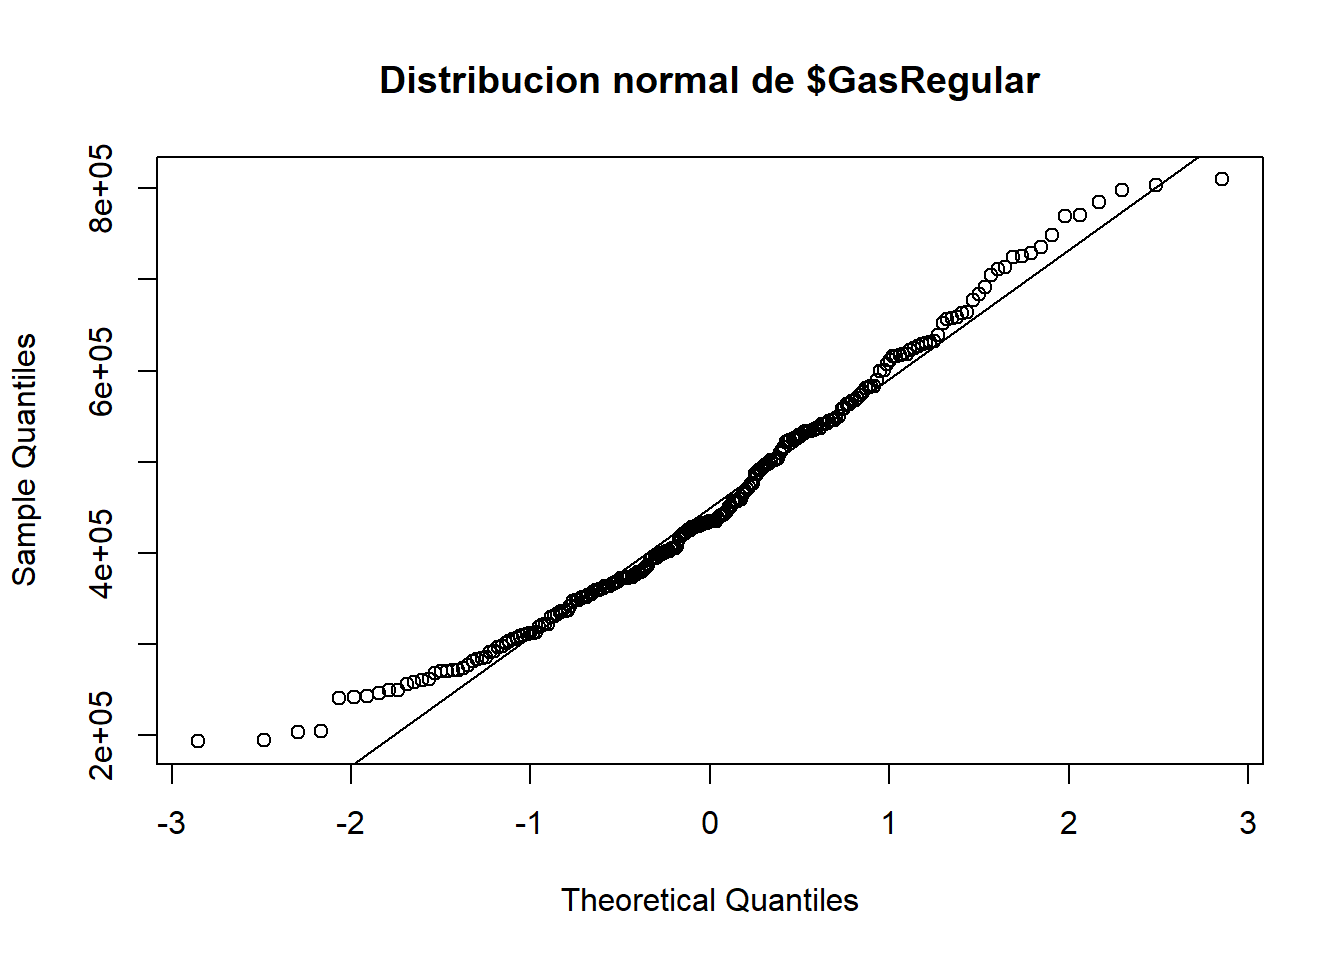 Distribucion normal de $GasRegular
Sample Quantiles
8e+05
6e+05
4e+05
2e+05
-3 -2 -1 0 1 2 3
Theoretical Quantiles